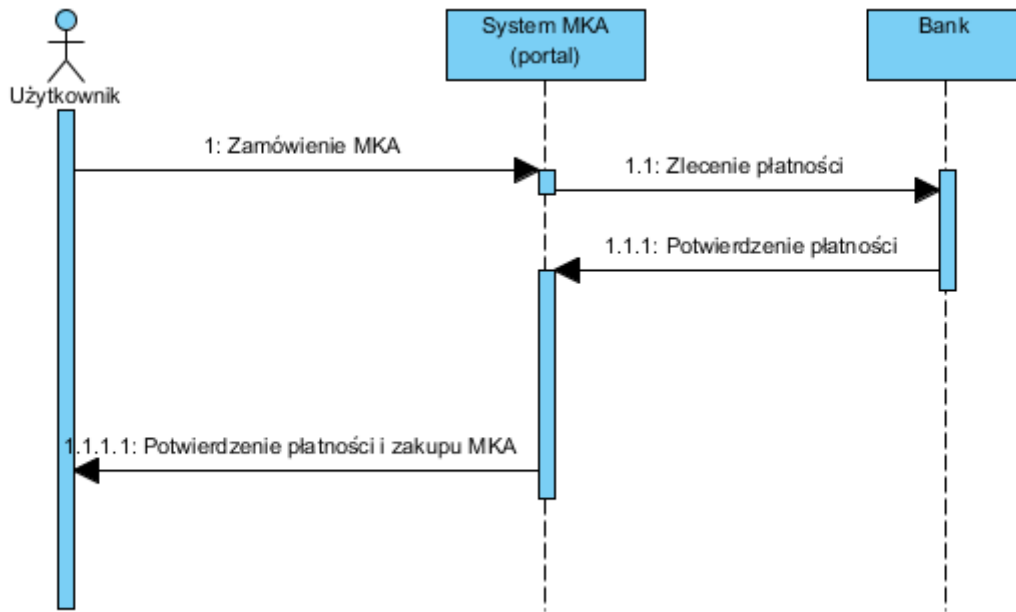 System MKA
(portal)
Bank
Użytkownik
1: Zamówienie MKA
1.1: Zlecenie płatności
1.1.1: Potwierdzenie płatności
1.1.1.1: Potwierdzenie płatności i zakupu MKA